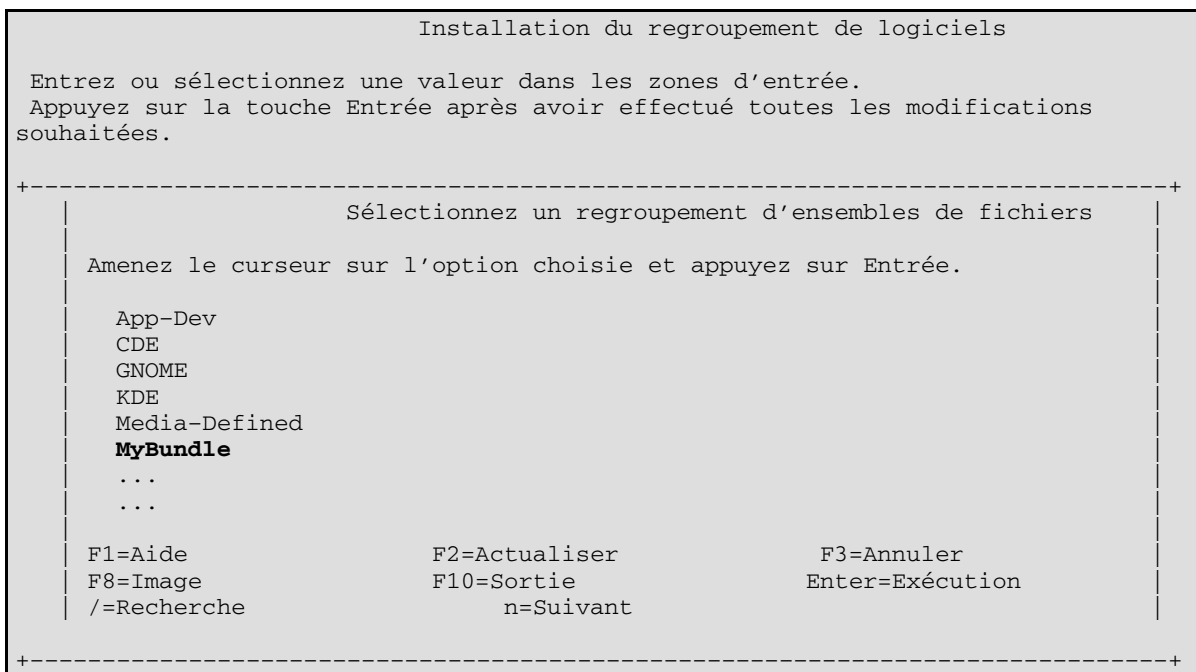 Installation du regroupement de logiciels
Entrez ou sélectionnez une valeur dans les zones d’entrée.
Appuyez sur la touche Entrée après avoir effectué toutes les modifications
souhaitées.
Sélectionnez un regroupement d’ensembles de fichiers
Amenez le curseur sur l’option choisie et appuyez sur Entrée.
App−Dev
CDE
GNOME
KDE
Media−Defined
MyBundle
...
...
F1=Aide F2=Actualiser F3=Annuler
F8=Image F10=Sortie Enter=Exécution
/=Recherche n=Suivant